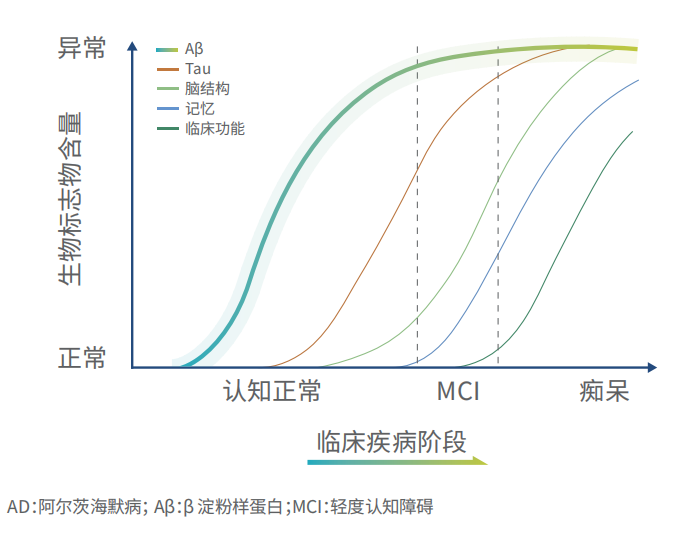 异常
Aβ
Tau
脑结构
记忆
临床功能
生物标志物含量
正常
认知正常
MCI
痴呆
临床疾病阶段
AD：阿尔茨海默病；Aβ：β 淀粉样蛋白；MCI：轻度认知障碍